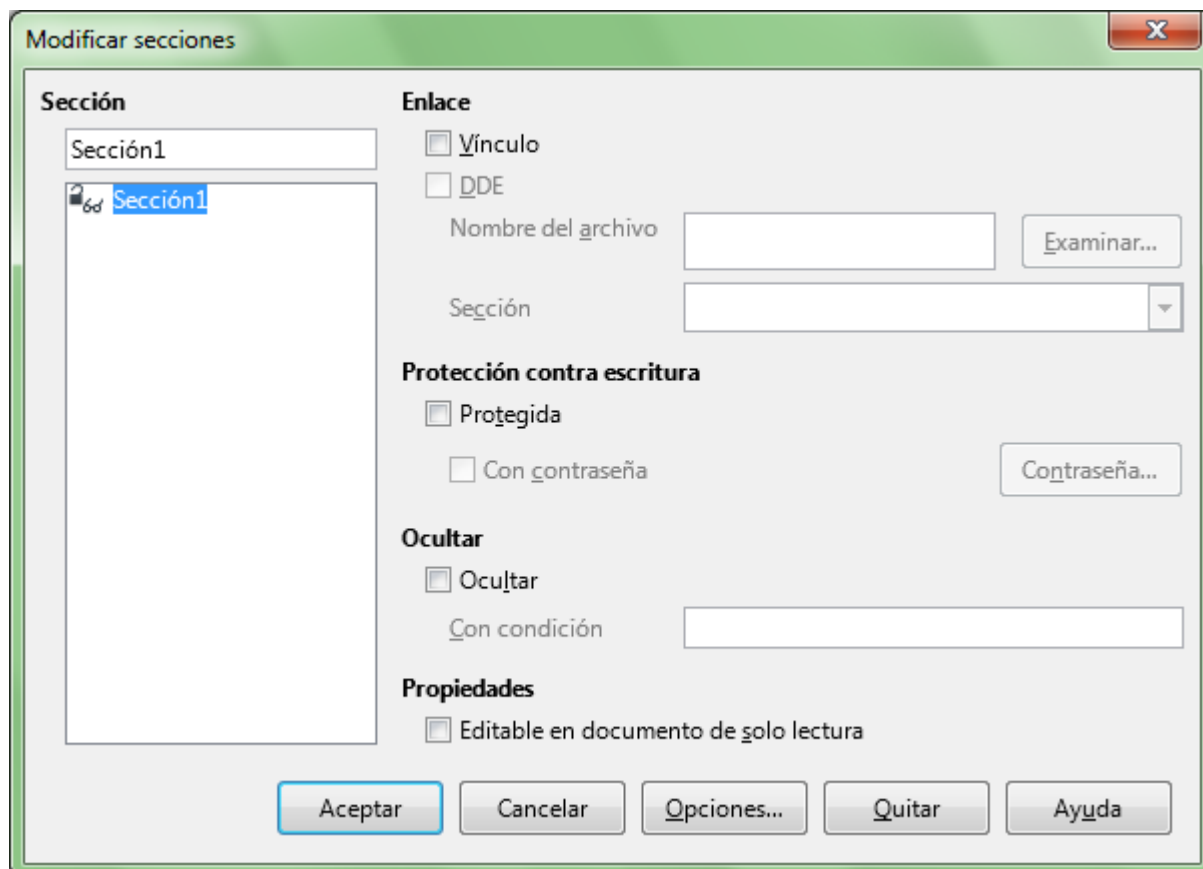 Modificar secciones
Sección
Sección1
Sección1
Enlace
Vínculo
DDE
Nombre del archivo
Examinar...
Sección
Protección contra escritura
Protegida
Con contraseña
Contraseña...
Ocultar
Ocultar
Con condición
Propiedades
Editable en documento de solo lectura
Aceptar
Cancelar
Opciones...
Quitar
Ayuda